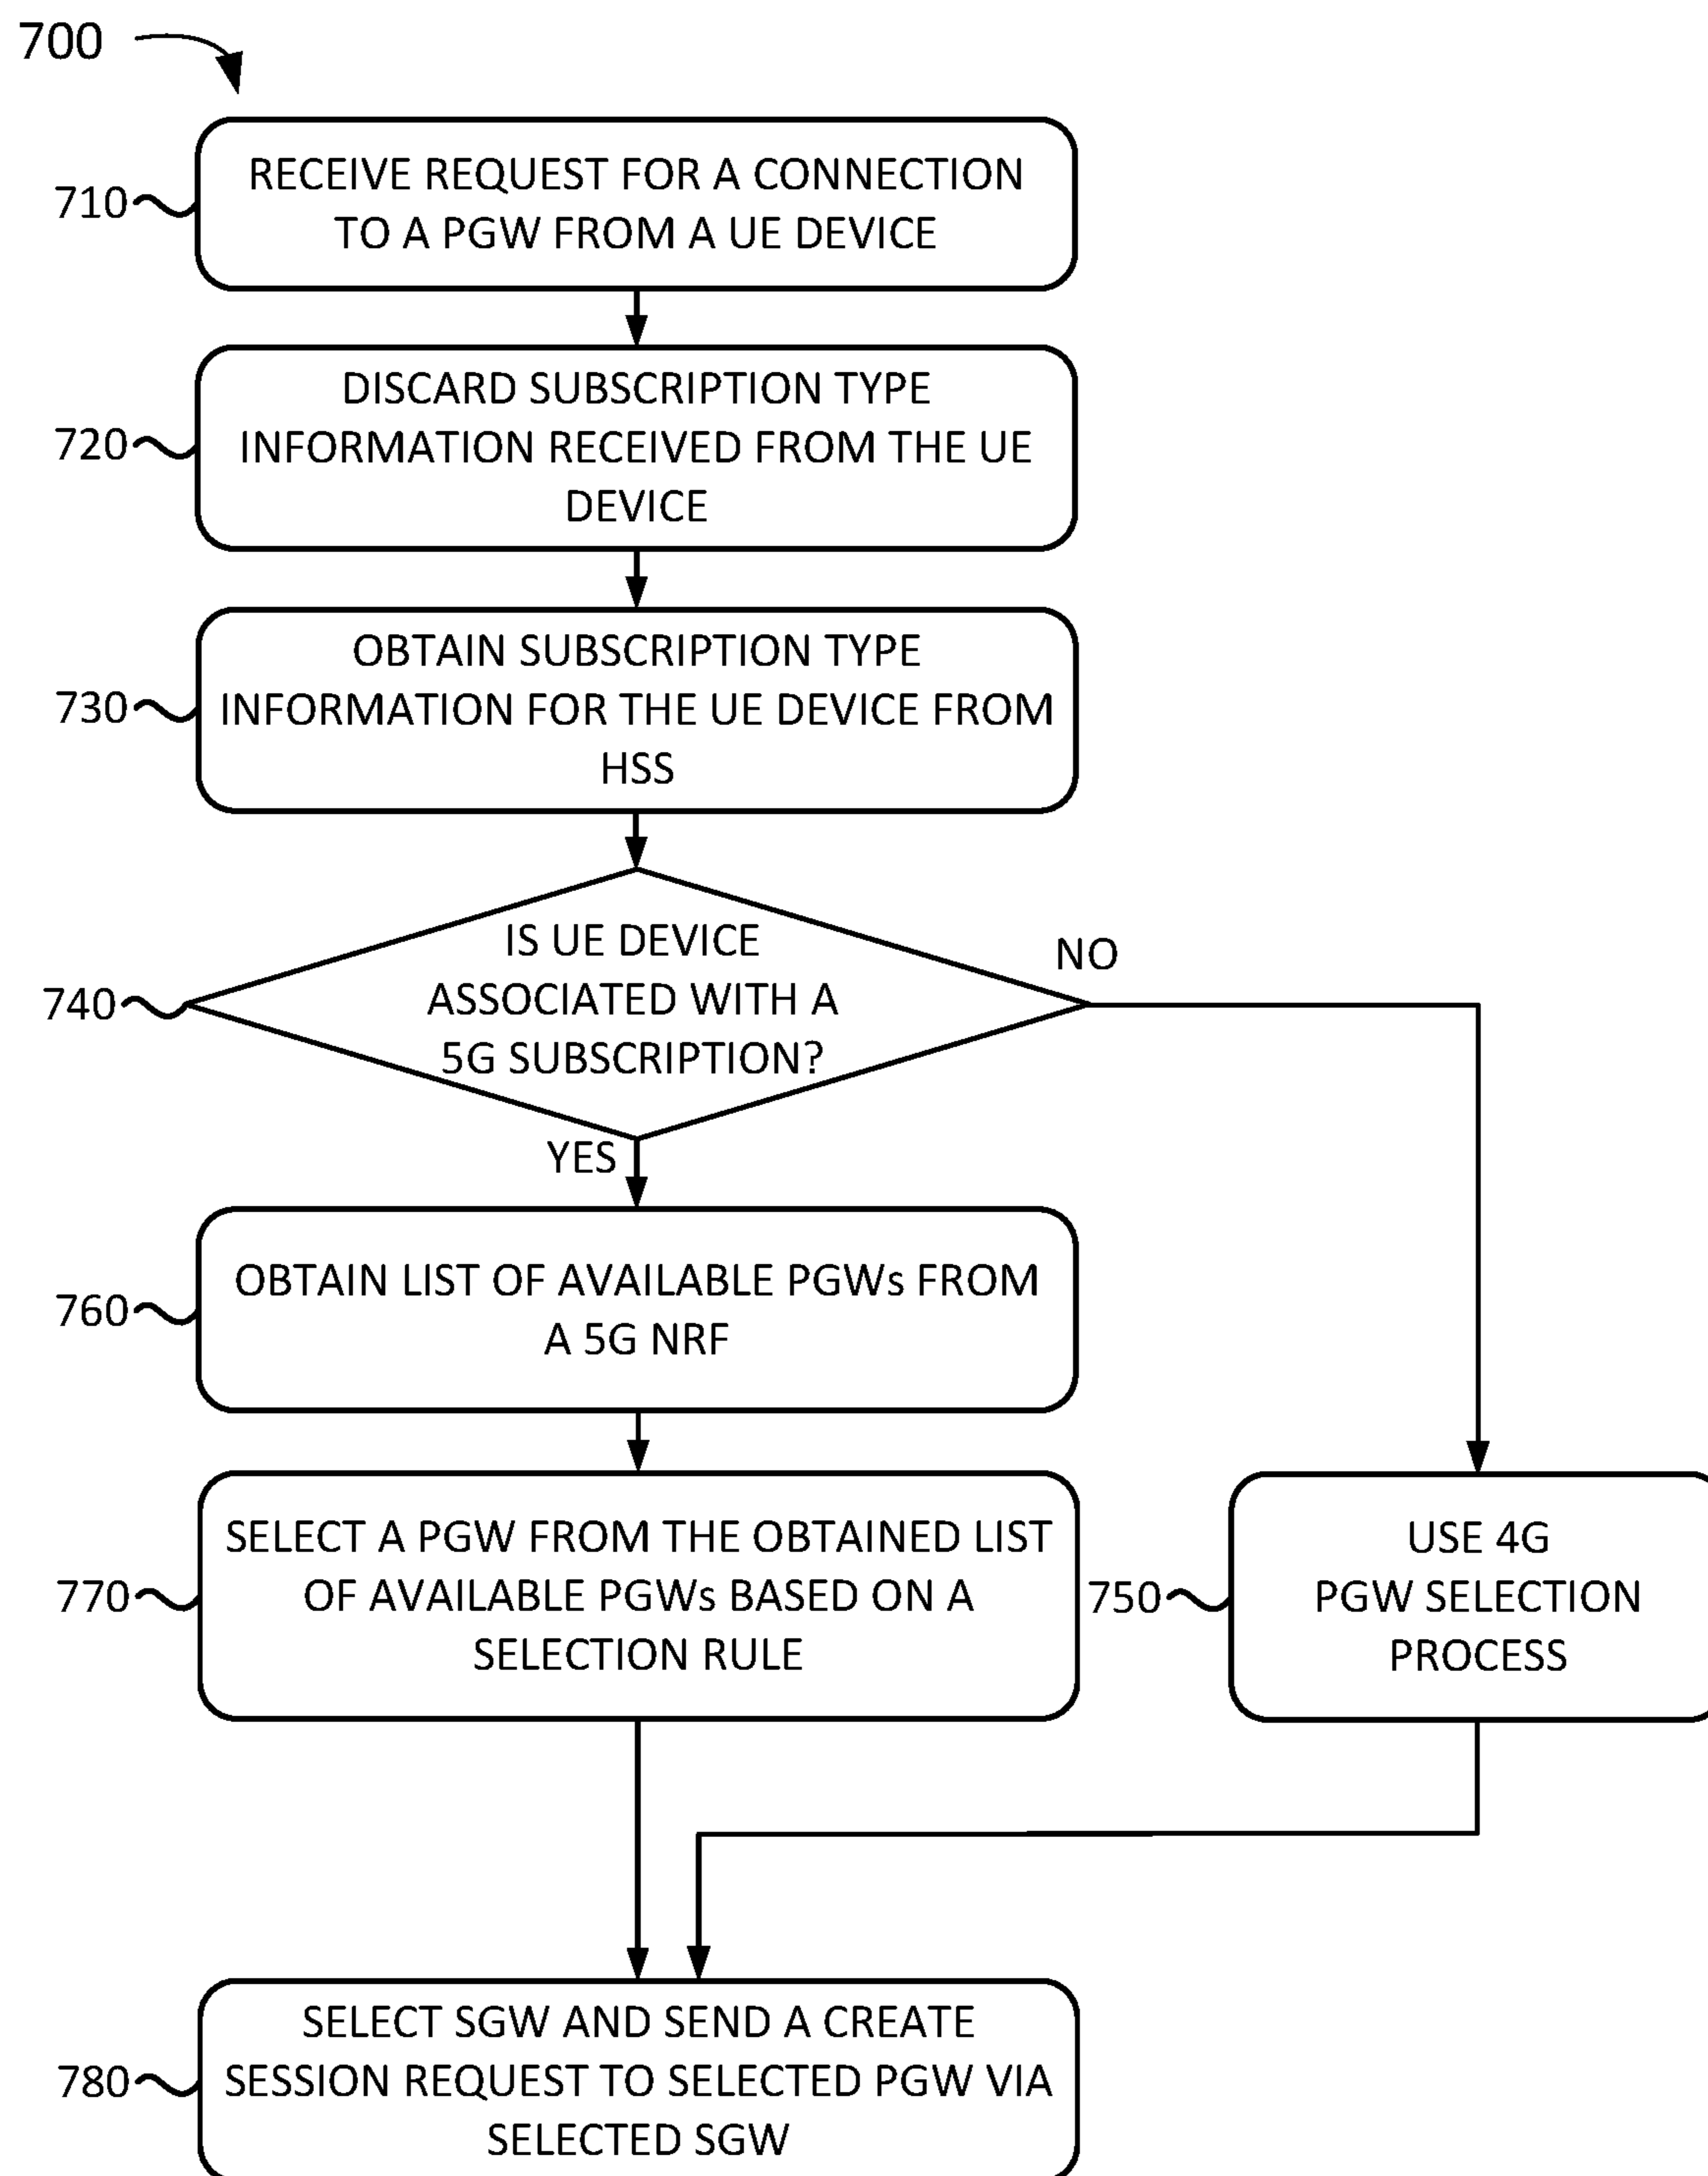 700
710
RECEIVE REQUEST FOR A CONNECTION
TO A PGW FROM A UE DEVICE
720
DISCARD SUBSCRIPTION TYPE
INFORMATION RECEIVED FROM THE UE
DEVICE
730
OBTAIN SUBSCRIPTION TYPE
INFORMATION FOR THE UE DEVICE FROM
HSS
740
IS UE DEVICE
ASSOCIATED WITH A
5G SUBSCRIPTION?
NO
YES
760
OBTAIN LIST OF AVAILABLE PGWs FROM
A 5G NRF
770
SELECT A PGW FROM THE OBTAINED LIST
OF AVAILABLE PGWs BASED ON A
SELECTION RULE
750
USE 4G
PGW SELECTION
PROCESS
780
SELECT SGW AND SEND A CREATE
SESSION REQUEST TO SELECTED PGW VIA
SELECTED SGW